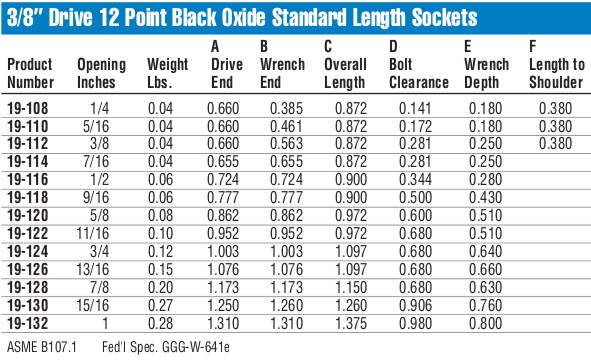 3/8" Drive 12 Point Black Oxide Standard Length Sockets
A B C D E F
Product Opening Weight Drive Wrench Overall Bolt Wrench Length to
Number Inches Lbs. End End Length Clearance Depth Shoulder
19-108 1/4 0.04 0.660 0.385 0.872 0.141 0.180 0.380
19-110 5/16 0.04 0.660 0.461 0.872 0.172 0.180 0.380
19-112 3/8 0.04 0.660 0.563 0.872 0.281 0.250 0.380
19-114 7/16 0.04 0.655 0.655 0.872 0.281 0.250
19-116 1/2 0.06 0.724 0.724 0.900 0.344 0.280
19-118 9/16 0.06 0.777 0.777 0.900 0.500 0.430
19-120 5/8 0.08 0.862 0.862 0.972 0.600 0.510
19-122 11/16 0.10 0.952 0.952 0.972 0.680 0.510
19-124 3/4 0.12 1.003 1.003 1.097 0.680 0.640
19-126 13/16 0.15 1.076 1.076 1.097 0.680 0.660
19-128 7/8 0.20 1.173 1.173 1.150 0.680 0.630
19-130 15/16 0.27 1.250 1.260 1.260 0.906 0.760
19-132 1 0.28 1.310 1.310 1.375 0.980 0.800
ASME B107.1 Fed'l Spec. GGG-W-641e